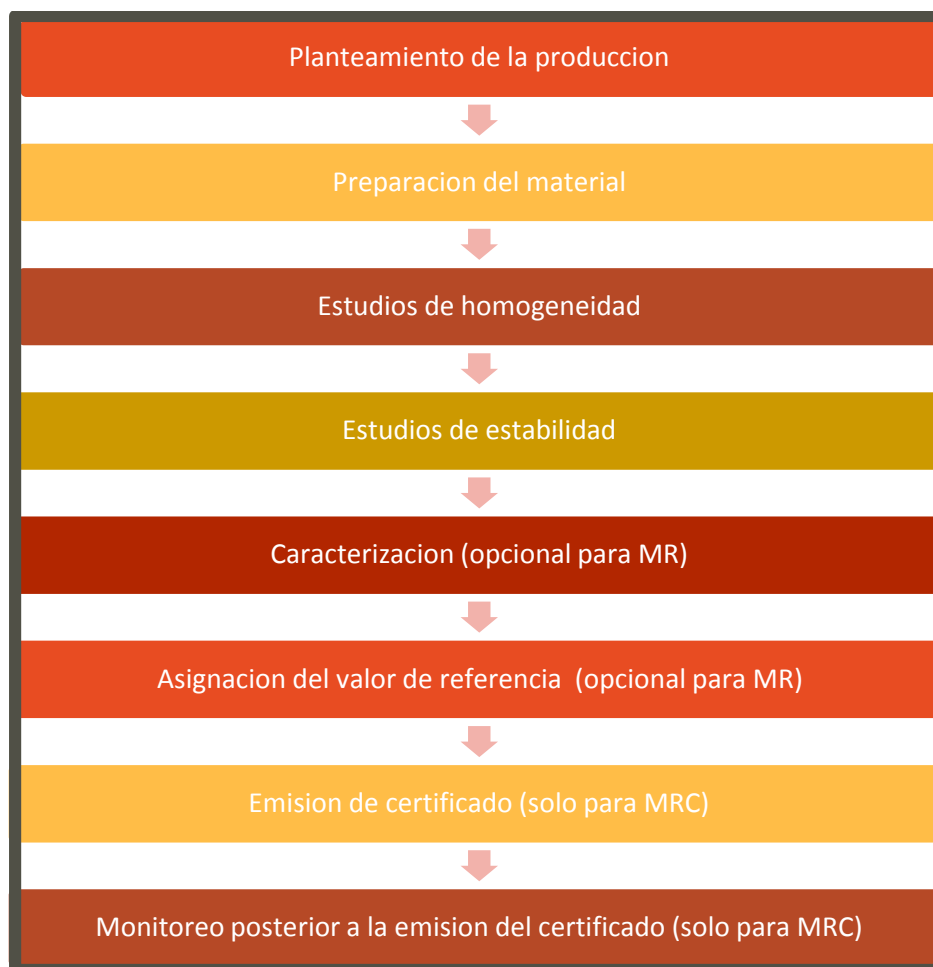 Planteamiento de la produccion
Preparacion del material
Estudios de homogeneidad
Estudios de estabilidad
Caracterizacion (opcional para MR)
Asignacion del valor de referencia (opcional para MR)
Emision de certificado (solo para MRC)
Monitoreo posterior a la emision del certificado (solo para MRC)